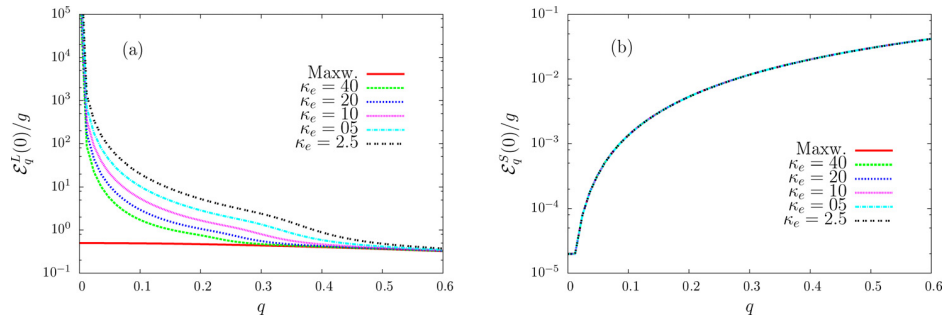 (a)
10^5
10^4
10^3
10^2
10^1
10^0
10^{-1}
\mathcal{E}_q^L(0)/g
Maxw.
κ_e = 40
κ_e = 20
κ_e = 10
κ_e = 05
κ_e = 2.5
0 0.1 0.2 0.3 0.4 0.5 0.6
q
(b)
10^{-1}
10^{-2}
10^{-3}
10^{-4}
10^{-5}
\mathcal{E}_q^S(0)/g
Maxw.
κ_e = 40
κ_e = 20
κ_e = 10
κ_e = 05
κ_e = 2.5
0 0.1 0.2 0.3 0.4 0.5 0.6
q